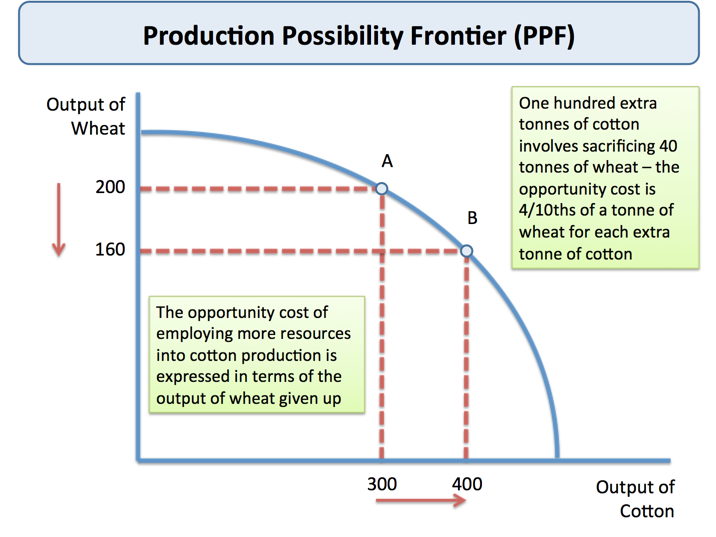 Production Possibility Frontier (PPF)
Output of
Wheat
One hundred extra
tonnes of cotton
involves sacrificing 40
tonnes of wheat – the
opportunity cost is
4/10ths of a tonne of
wheat for each extra
tonne of cotton
A
200
B
160
The opportunity cost of
employing more resources
into cotton production is
expressed in terms of the
output of wheat given up
300
400
Output of
Cotton